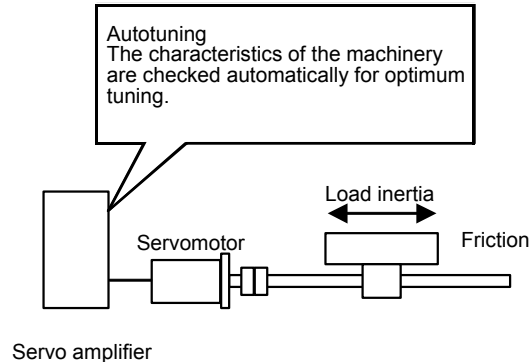 Autotuning
The characteristics of the machinery
are checked automatically for optimum
tuning.
Load inertia
Servomotor
Friction
Servo amplifier